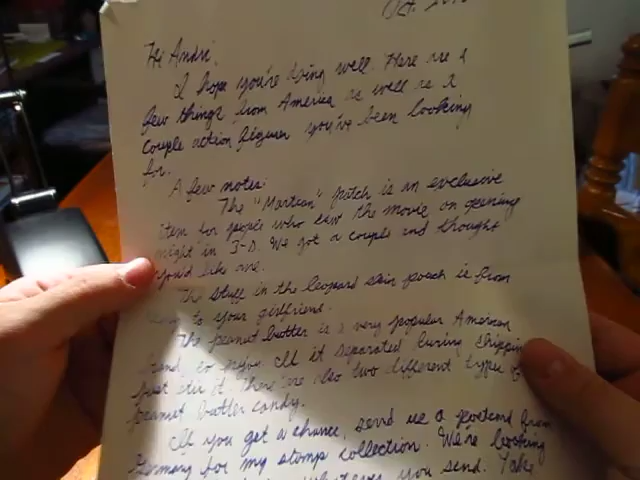 Oct.
Hi Andri,
I hope you're doing well. Here are a
few things from America as well as a
couple action figures you've been looking
for.
A few notes:
The "Martian" patch is an exclusive
item for people who saw the movie on opening
night in 3-D. We got a couple and thought
you'd like one.
The stuff in the leopard skin pouch is from
to your girlfriend.
The peanut butter is a very popular American
brand, so enjoy. If it separated during shipping
just stir it. There are also two different types of
peanut butter candy.
If you get a chance, send us a postcard from
Germany for my stamp collection. We're looking
whatever you send. Take